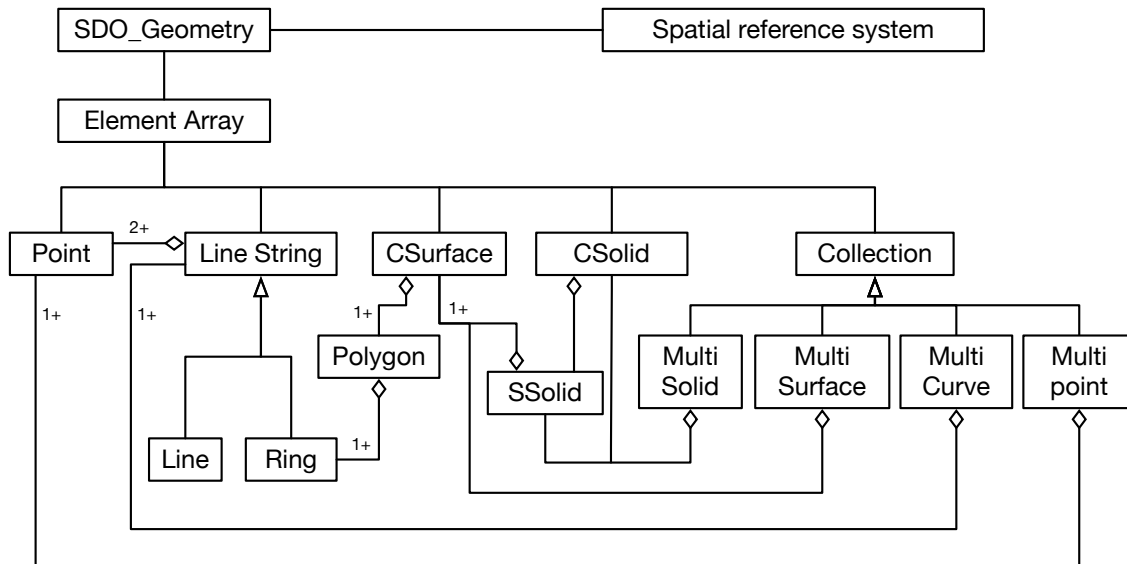 SDO_Geometry
Spatial reference system
Element Array
2+
Point
Line String
CSurface
CSolid
Collection
1+
1+
1+
1+
Polygon
SSolid
Multi
Solid
Multi
Surface
Multi
Curve
Multi
point
1+
Line
Ring